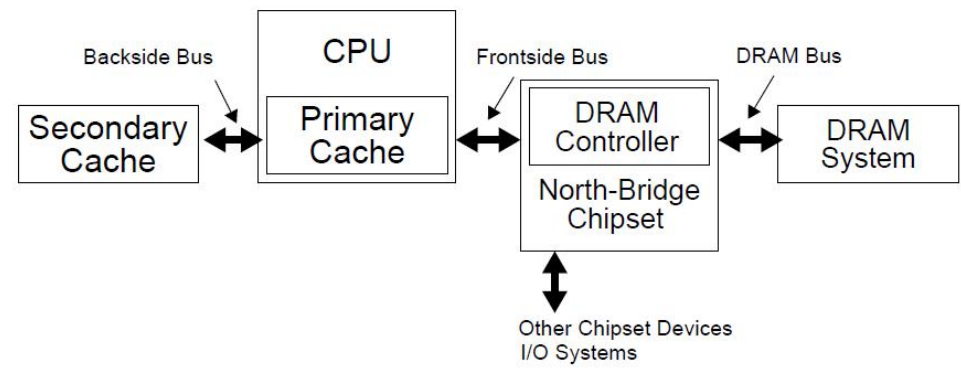 Backside Bus
CPU
Frontside Bus
DRAM Bus
Secondary
Cache
Primary
Cache
DRAM
Controller
North-Bridge
Chipset
DRAM
System
Other Chipset Devices
I/O Systems